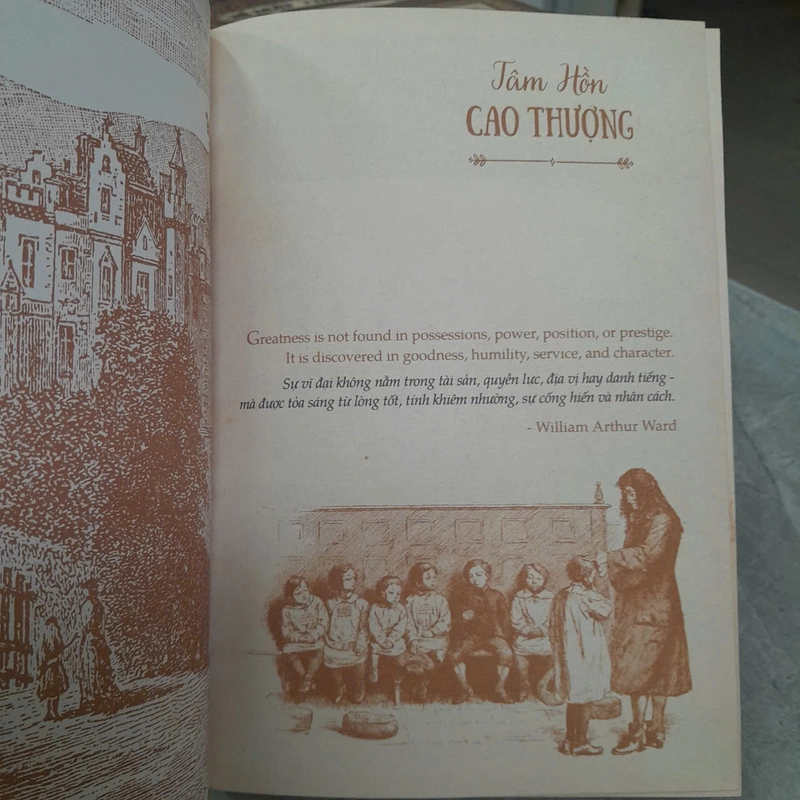 Tâm Hồn
CAO THƯỢNG
Greatness is not found in possessions, power, position, or prestige.
It is discovered in goodness, humility, service, and character.
Sự vĩ đại không nằm trong tài sản, quyền lực, địa vị hay danh tiếng -
mà được tỏa sáng từ lòng tốt, tính khiêm nhường, sự cống hiến và nhân cách.
- William Arthur Ward